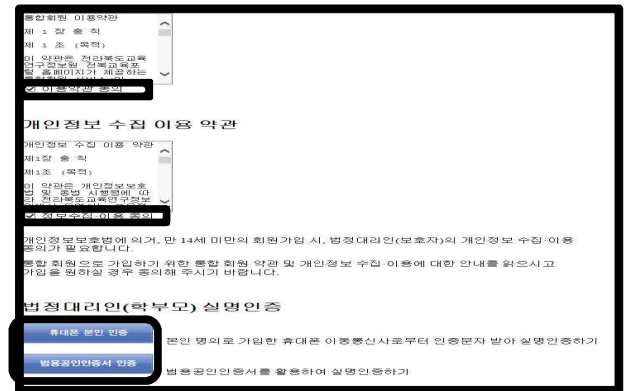 통합회원 이용약관
제 1 장 총 칙
제 1 조 (목적)
이 약관은 전라북도교육
연구정보원 전북교육포
털 홈페이지가 제공하는
이용약관 동의
개인정보 수집 이용 약관
개인정보 수집 이용 약관
제1장 총 칙
제1조 (목적)
이 약관은 개인정보보호
법 및 동법 시행령에 따
라 전라북도교육연구정보
정보수집·이용 동의
개인정보보호법에 의거, 만 14세 미만의 회원가입 시, 법정대리인(보호자)의 개인정보 수집·이용
동의가 필요합니다.
통합 회원으로 가입하기 위한 통합 회원 약관 및 개인정보 수집·이용에 대한 안내를 읽으시고
가입을 원하실 경우 동의해 주시기 바랍니다.
법정대리인(학부모) 실명인증
휴대폰 본인 인증
본인 명의로 가입한 휴대폰 이동통신사로부터 인증문자 받아 실명인증하기
범용공인인증서 인증
범용공인인증서를 활용하여 실명인증하기